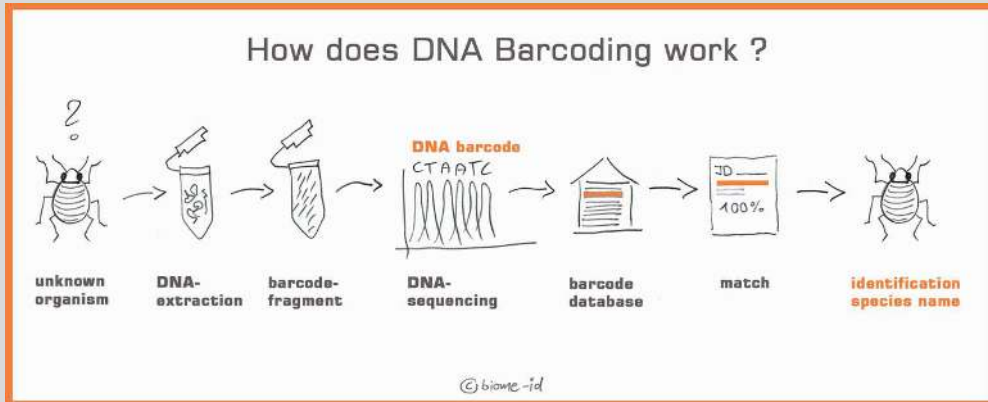 How does DNA Barcoding work ?
?
DNA barcode
CTAATC
JD
100%
unknown
organism
DNA-
extraction
barcode-
fragment
DNA-
sequencing
barcode
database
match
identification
species name
© biome-id